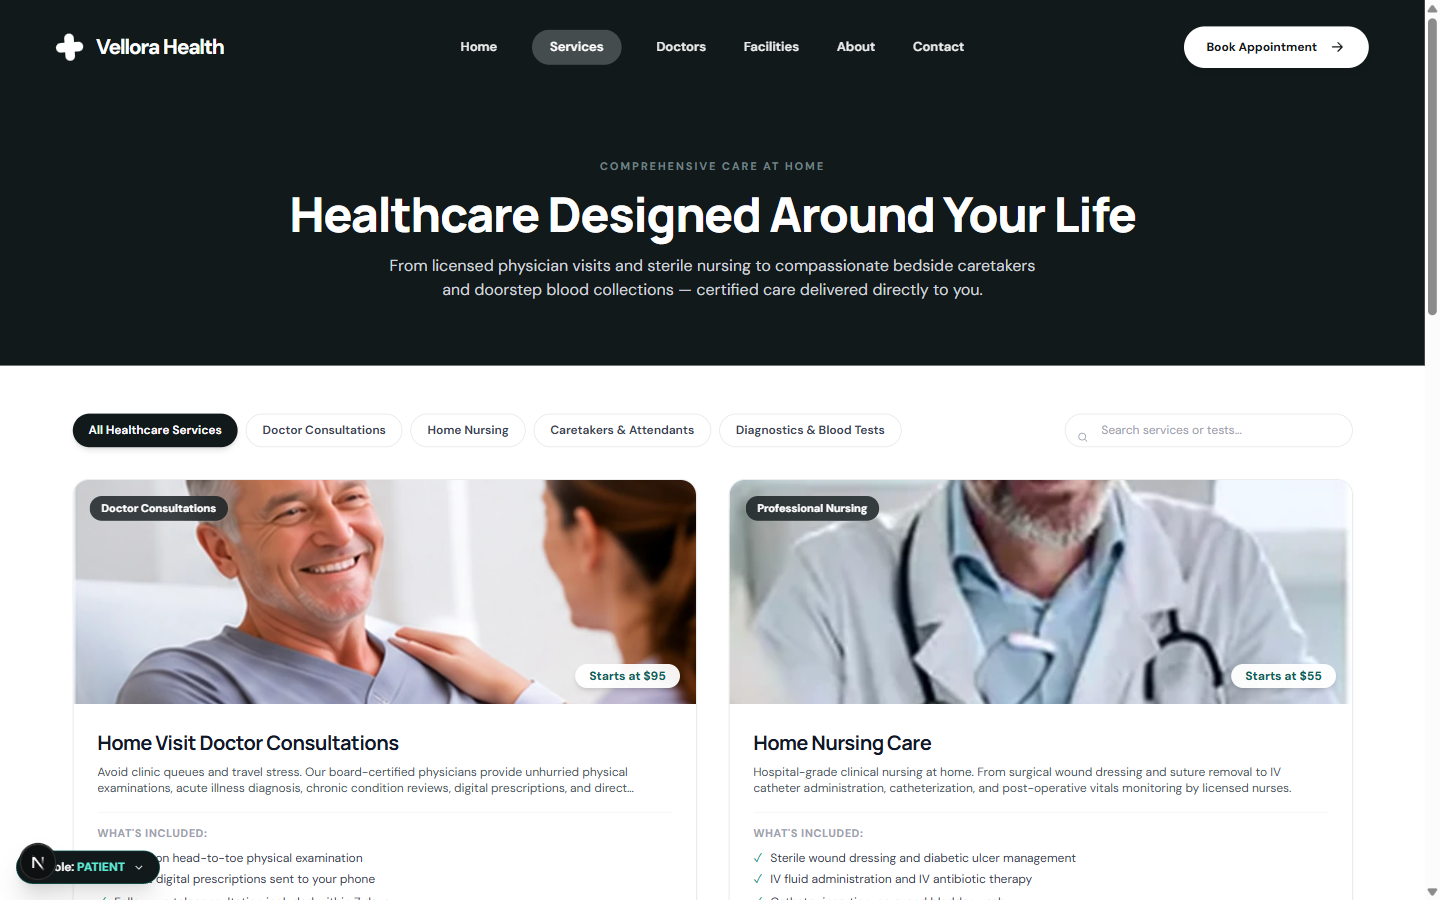 Vellora Health
Home
Services
Doctors
Facilities
About
Contact
Book Appointment
COMPREHENSIVE CARE AT HOME
Healthcare Designed Around Your Life
From licensed physician visits and sterile nursing to compassionate bedside caretakers
and doorstep blood collections — certified care delivered directly to you.
All Healthcare Services
Doctor Consultations
Home Nursing
Caretakers & Attendants
Diagnostics & Blood Tests
Search services or tests...
Doctor Consultations
Starts at $95
Home Visit Doctor Consultations
Avoid clinic queues and travel stress. Our board-certified physicians provide unhurried physical
examinations, acute illness diagnosis, chronic condition reviews, digital prescriptions, and direct...
WHAT'S INCLUDED:
head-to-toe physical examination
digital prescriptions sent to your phone
Professional Nursing
Starts at $55
Home Nursing Care
Hospital-grade clinical nursing at home. From surgical wound dressing and suture removal to IV
catheter administration, catheterization, and post-operative vitals monitoring by licensed nurses.
WHAT'S INCLUDED:
✓ Sterile wound dressing and diabetic ulcer management
✓ IV fluid administration and IV antibiotic therapy
N
PATIENT